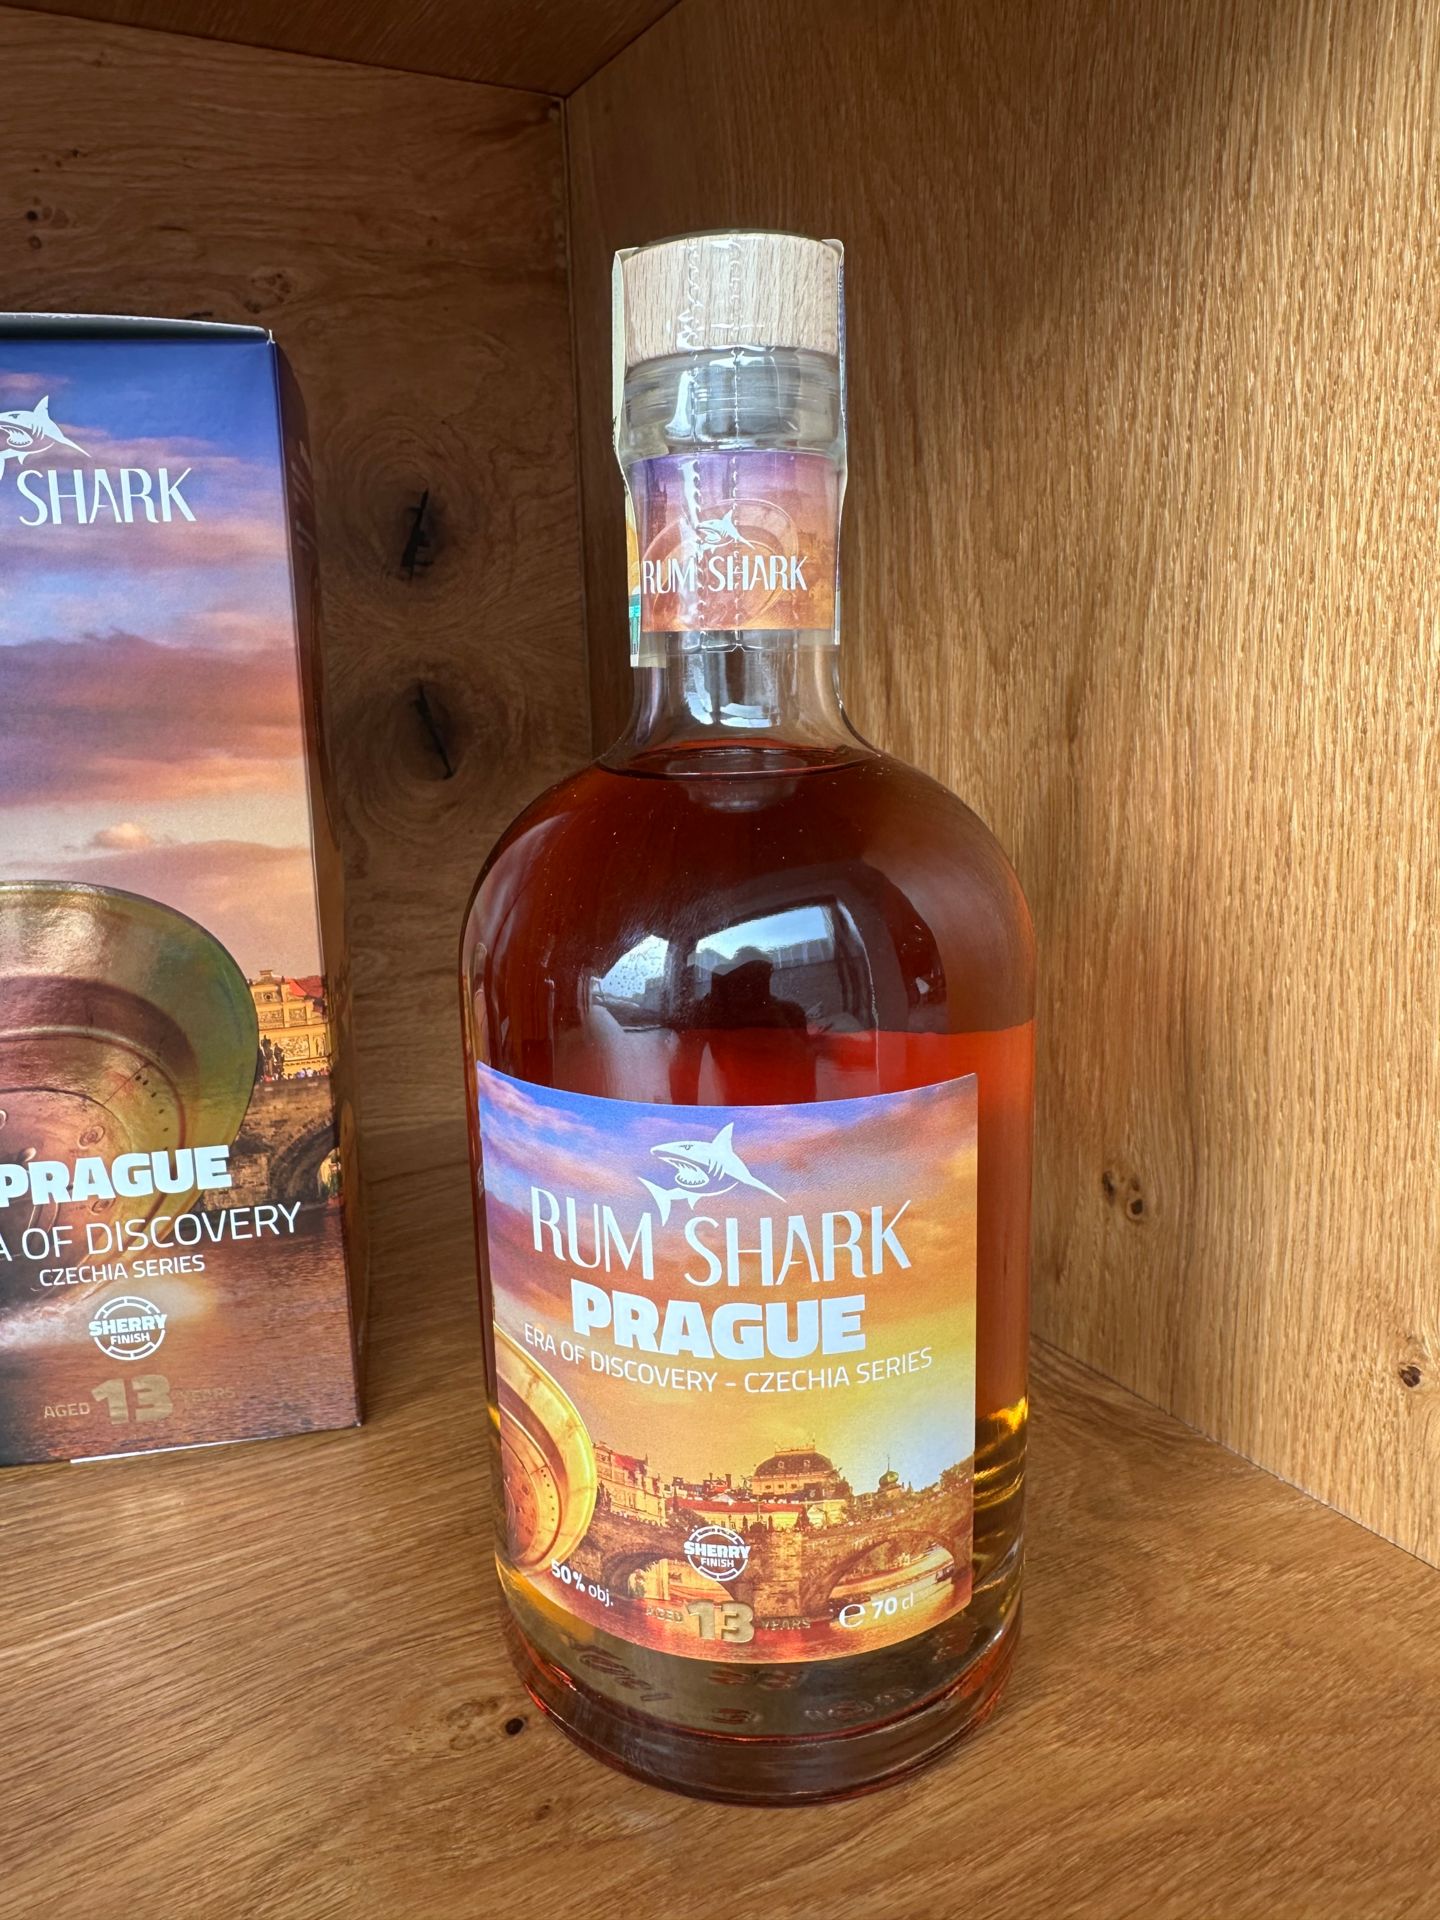 SHARK
PRAGUE
OF DISCOVERY
CZECHIA SERIES
SHERRY
FINISH
AGED 13 YEARS
RUM SHARK
RUM SHARK
PRAGUE
ERA OF DISCOVERY - CZECHIA SERIES
SHERRY
FINISH
50% obj.
AGED 13 YEARS
℮ 70 cl